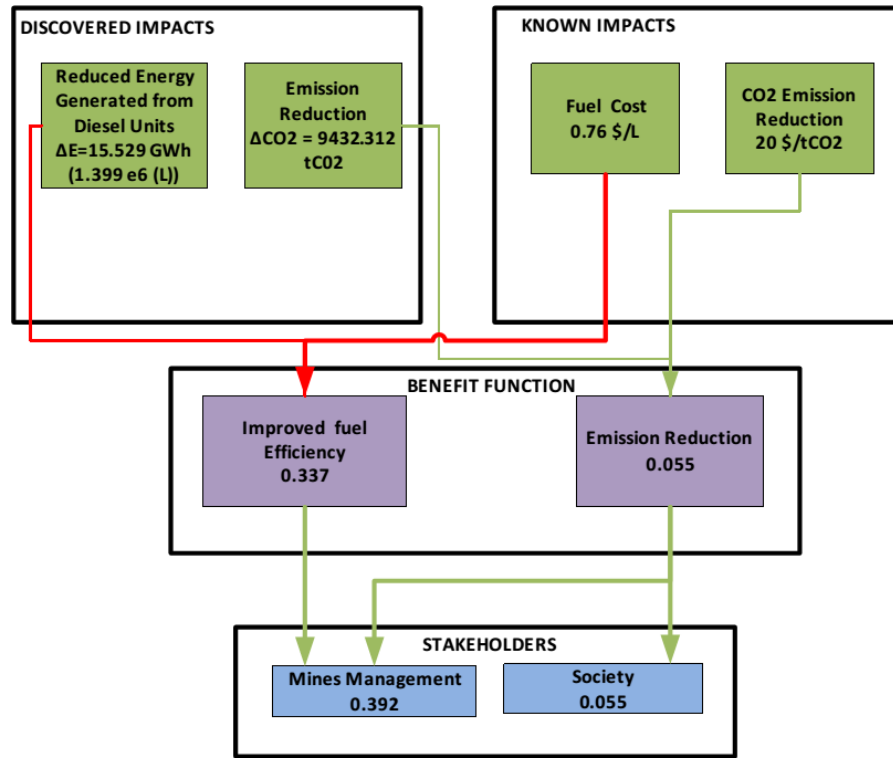 DISCOVERED IMPACTS
Reduced Energy
Generated from
Diesel Units
ΔE=15.529 GWh
(1.399 e6 (L))
Emission
Reduction
ΔCO2 = 9432.312
tC02
KNOWN IMPACTS
Fuel Cost
0.76 $/L
CO2 Emission
Reduction
20 $/tCO2
BENEFIT FUNCTION
Improved fuel
Efficiency
0.337
Emission Reduction
0.055
STAKEHOLDERS
Mines Management
0.392
Society
0.055